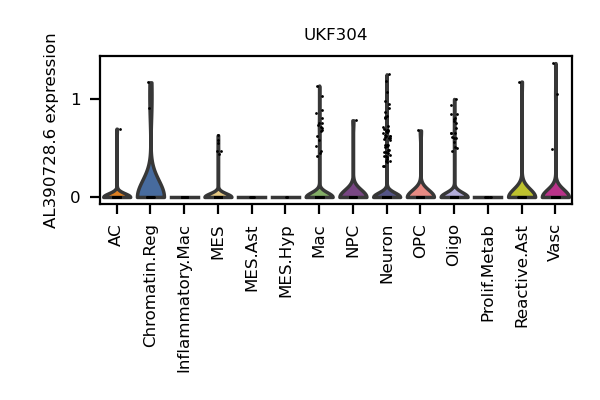 UKF304
AL390728.6 expression
1
0
AC
Chromatin.Reg
Inflammatory.Mac
MES
MES.Ast
MES.Hyp
Mac
NPC
Neuron
OPC
Oligo
Prolif.Metab
Reactive.Ast
Vasc